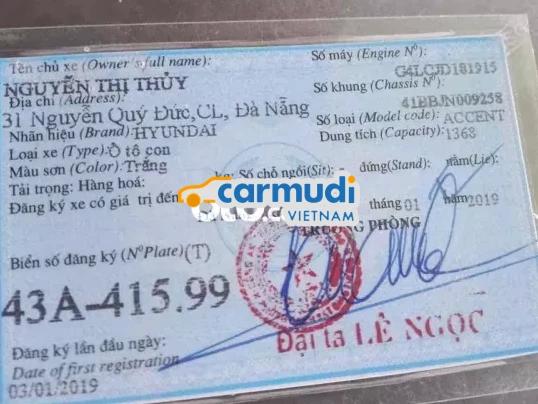 Tên chủ xe (Owner's full name):
NGUYỄN THỊ THỦY
Địa chỉ (Address):
31 Nguyễn Quý Đức,CL, Đà Nẵng
Nhãn hiệu (Brand): HYUNDAI
Loại xe (Type): Ô tô con
Màu sơn (Color): Trắng
Tải trọng: Hàng hoá:
Đăng ký xe có giá trị đến
Số máy (Engine Nº):
G4LCJD181915
Số khung (Chassis Nº):
41BBJN009258
Số loại (Model code): ACCENT
Dung tích (Capacity): 1368
kg; Số chỗ ngồi(Sit): - đứng(Stand): nằm(Lie):
carmudi
VIETNAM
tháng 01 năm 2019
TRƯỞNG PHÒNG
Biển số đăng ký (NºPlate)(T)
43A-415.99
Đại tá LÊ NGỌC
Đăng ký lần đầu ngày:
Date of first registration
03/01/2019